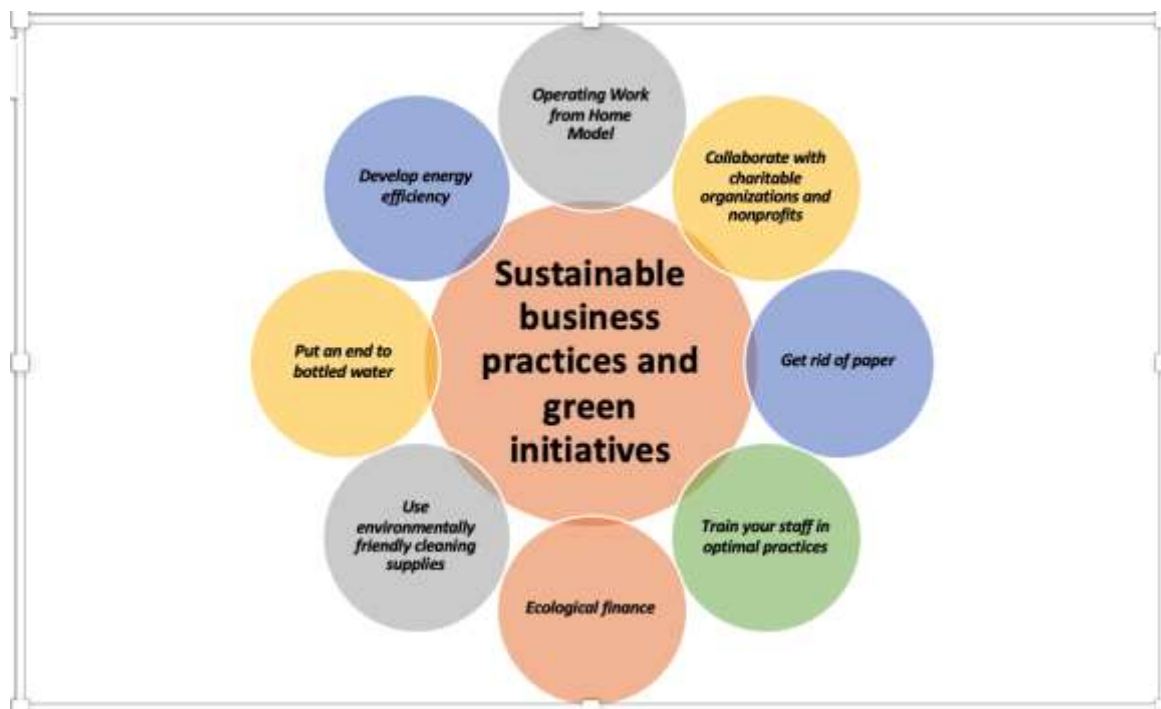 Operating Work
from Home
Model
Collaborate with
charitable
organizations and
nonprofits
Get rid of paper
Train your staff in
optimal practices
Ecological finance
Use
environmentally
friendly cleaning
supplies
Put an end to
bottled water
Develop energy
efficiency
Sustainable
business
practices and
green
initiatives